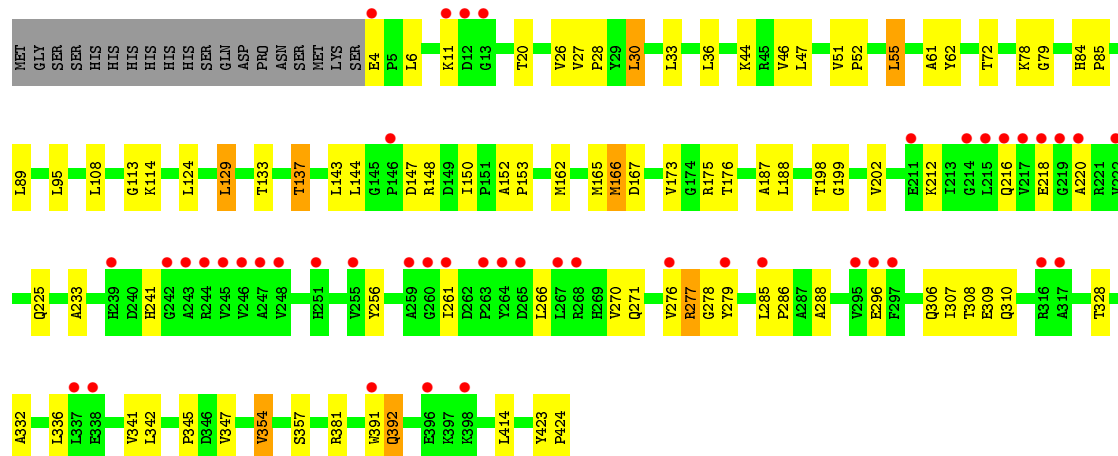 MET GLY SER SER HIS HIS HIS HIS HIS HIS SER GLN ASP PRO ASN SER MET LYS SER E4 P5 L6 K11 D12 G13 T20 V26 V27 P28 Y29 L30 L33 L36 K44 R45 V46 L47 V51 P52 L55 A61 Y62 T72 K78 G79 H84 P85
L89 L95 L108 G113 K114 L124 L129 T133 T137 L143 L144 G145 P146 D147 R148 D149 I150 P151 A152 P153 M162 M165 M166 D167 V173 G174 R175 T176 A187 L188 T198 G199 V202 E211 K212 I213 G214 L215 Q216 V217 E218 G219 A220 R221 V222
Q225 A233 H239 D240 H241 G242 A243 R244 V245 V246 A247 V248 H251 V255 Y256 A259 G260 I261 D262 P263 Y264 D265 L266 L267 R268 H269 V270 Q271 V276 R277 G278 Y279 L285 P286 A287 A288 V295 E296 F297 Q306 I307 T308 E309 Q310 R316 A317 T328
A332 L336 L337 E338 V341 L342 P345 D346 V347 V354 S357 R381 W391 Q392 E396 K397 K398 L414 Y423 P424